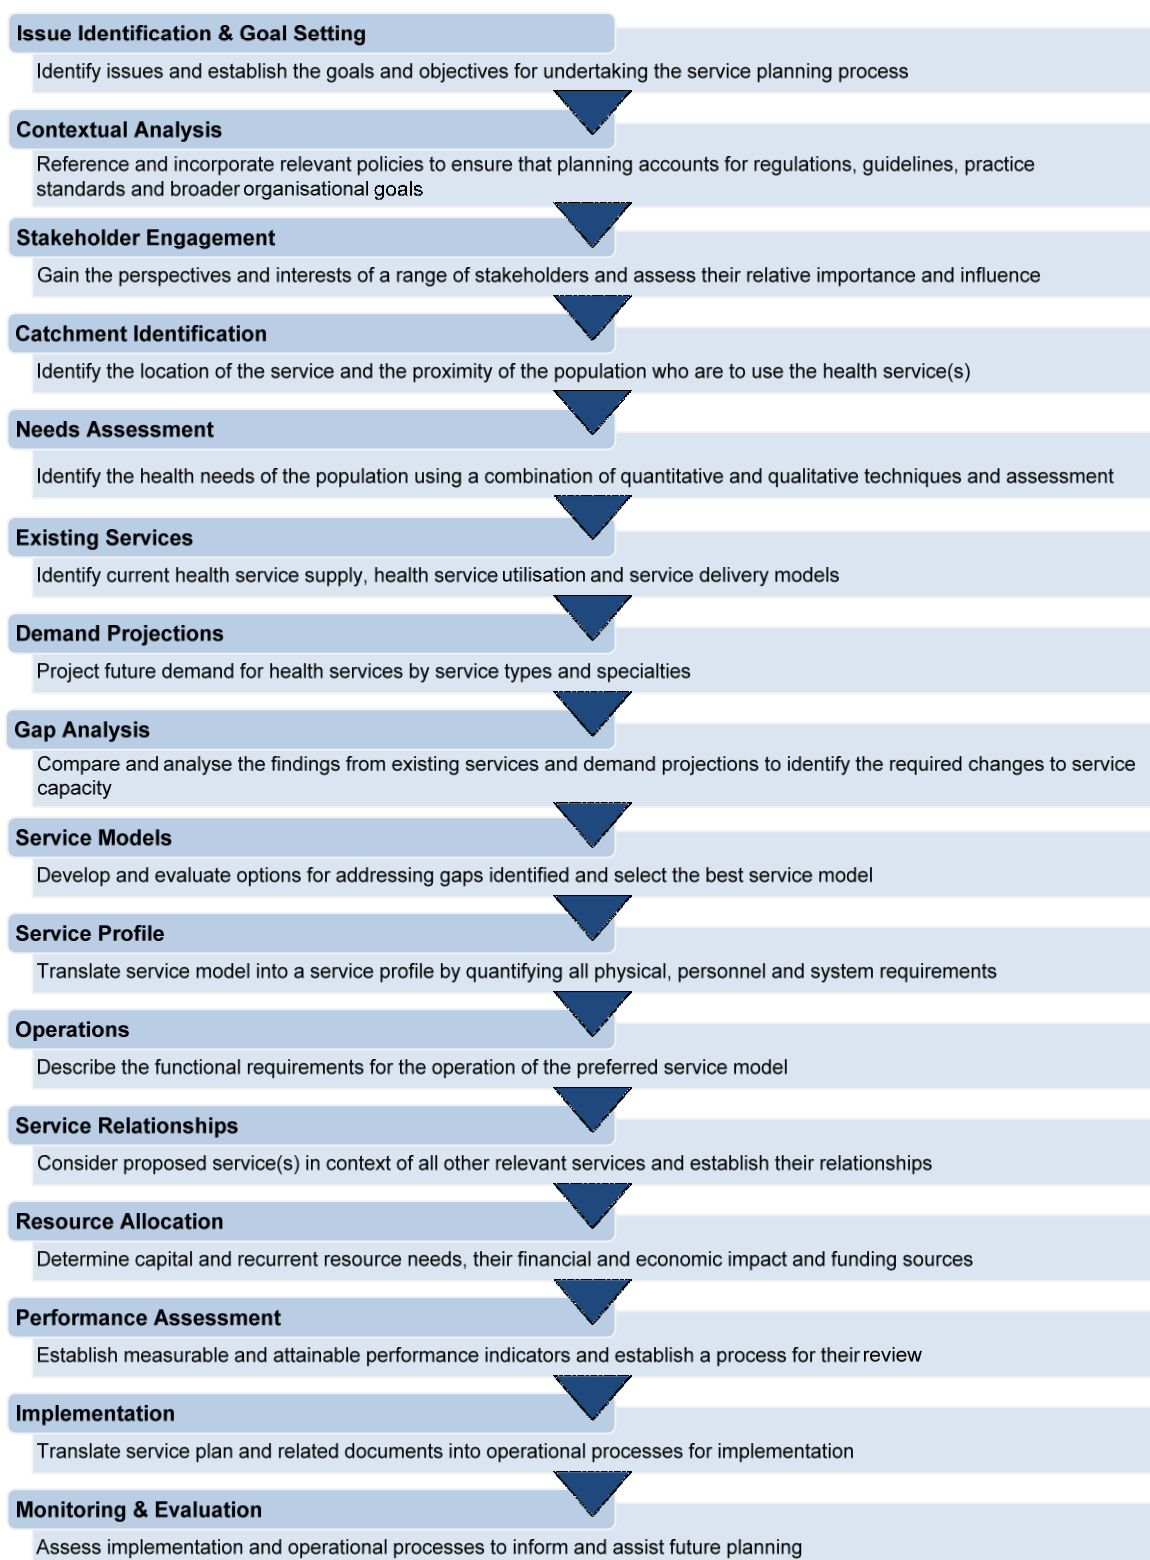 Issue Identification & Goal Setting
Identify issues and establish the goals and objectives for undertaking the service planning process
Contextual Analysis
Reference and incorporate relevant policies to ensure that planning accounts for regulations, guidelines, practice
standards and broader organisational goals
Stakeholder Engagement
Gain the perspectives and interests of a range of stakeholders and assess their relative importance and influence
Catchment Identification
Identify the location of the service and the proximity of the population who are to use the health service(s)
Needs Assessment
Identify the health needs of the population using a combination of quantitative and qualitative techniques and assessment
Existing Services
Identify current health service supply, health service utilisation and service delivery models
Demand Projections
Project future demand for health services by service types and specialties
Gap Analysis
Compare and analyse the findings from existing services and demand projections to identify the required changes to service
capacity
Service Models
Develop and evaluate options for addressing gaps identified and select the best service model
Service Profile
Translate service model into a service profile by quantifying all physical, personnel and system requirements
Operations
Describe the functional requirements for the operation of the preferred service model
Service Relationships
Consider proposed service(s) in context of all other relevant services and establish their relationships
Resource Allocation
Determine capital and recurrent resource needs, their financial and economic impact and funding sources
Performance Assessment
Establish measurable and attainable performance indicators and establish a process for their review
Implementation
Translate service plan and related documents into operational processes for implementation
Monitoring & Evaluation
Assess implementation and operational processes to inform and assist future planning